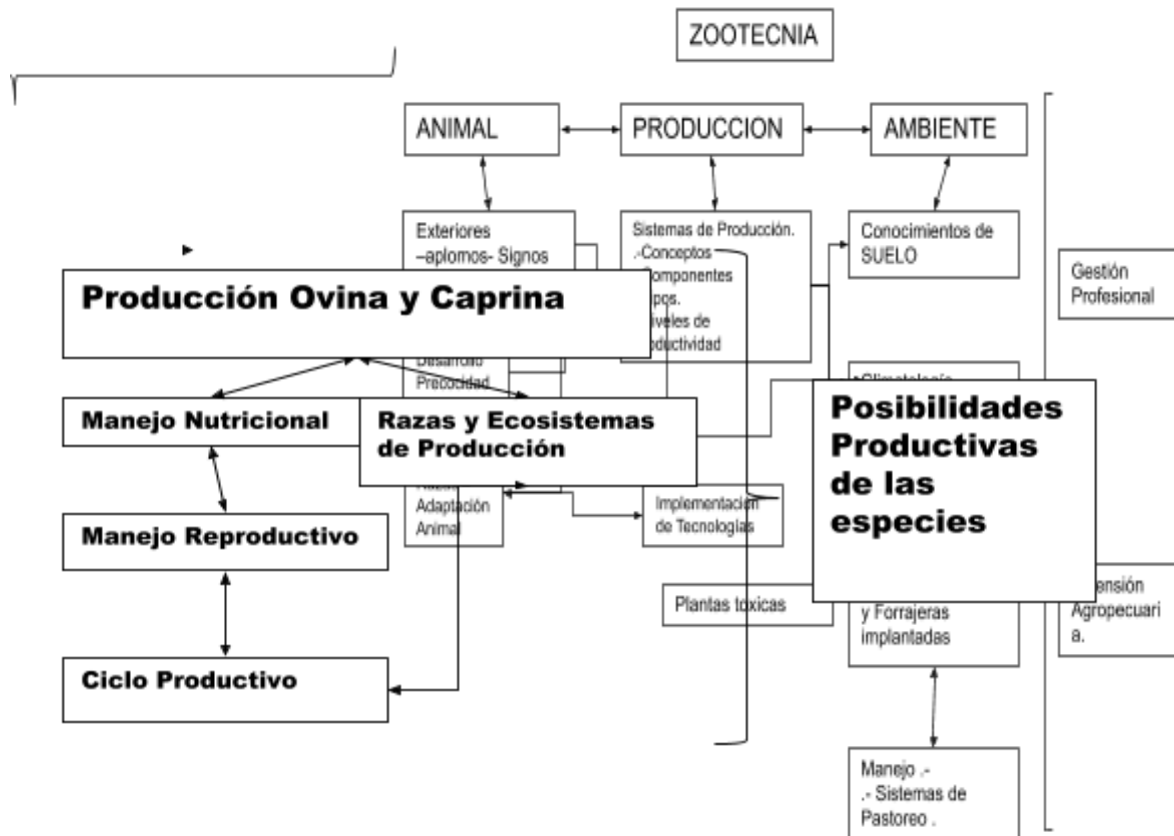 ZOOTECNIA
ANIMAL
PRODUCCION
AMBIENTE
Exteriores
–aplomos- Signos
Sistemas de Producción.
.-Conceptos
Conocimientos de
SUELO
Gestión
Profesional
Producción Ovina y Caprina
Desarrollo
Precocidad
Manejo Nutricional
Razas y Ecosistemas
de Producción
Posibilidades
Productivas
de las
especies
Adaptación
Animal
Implementación
de Tecnologías
Manejo Reproductivo
Plantas toxicas
y Forrajeras
implantadas
Agropecuari
a.
Ciclo Productivo
Manejo .-
.- Sistemas de
Pastoreo .